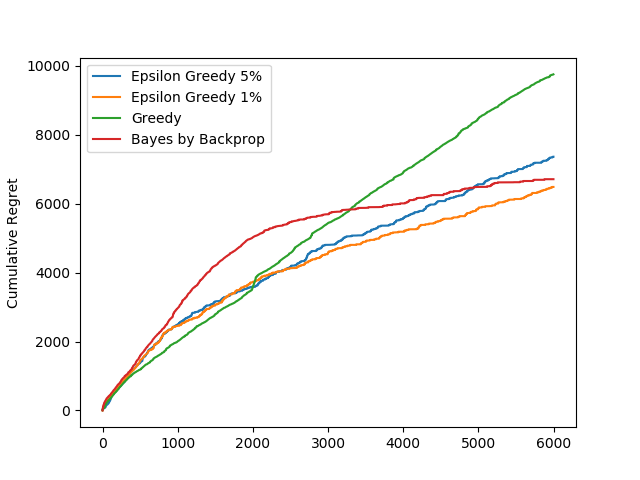 10000
8000
6000
4000
2000
0
Cumulative Regret
Epsilon Greedy 5%
Epsilon Greedy 1%
Greedy
Bayes by Backprop
0 1000 2000 3000 4000 5000 6000